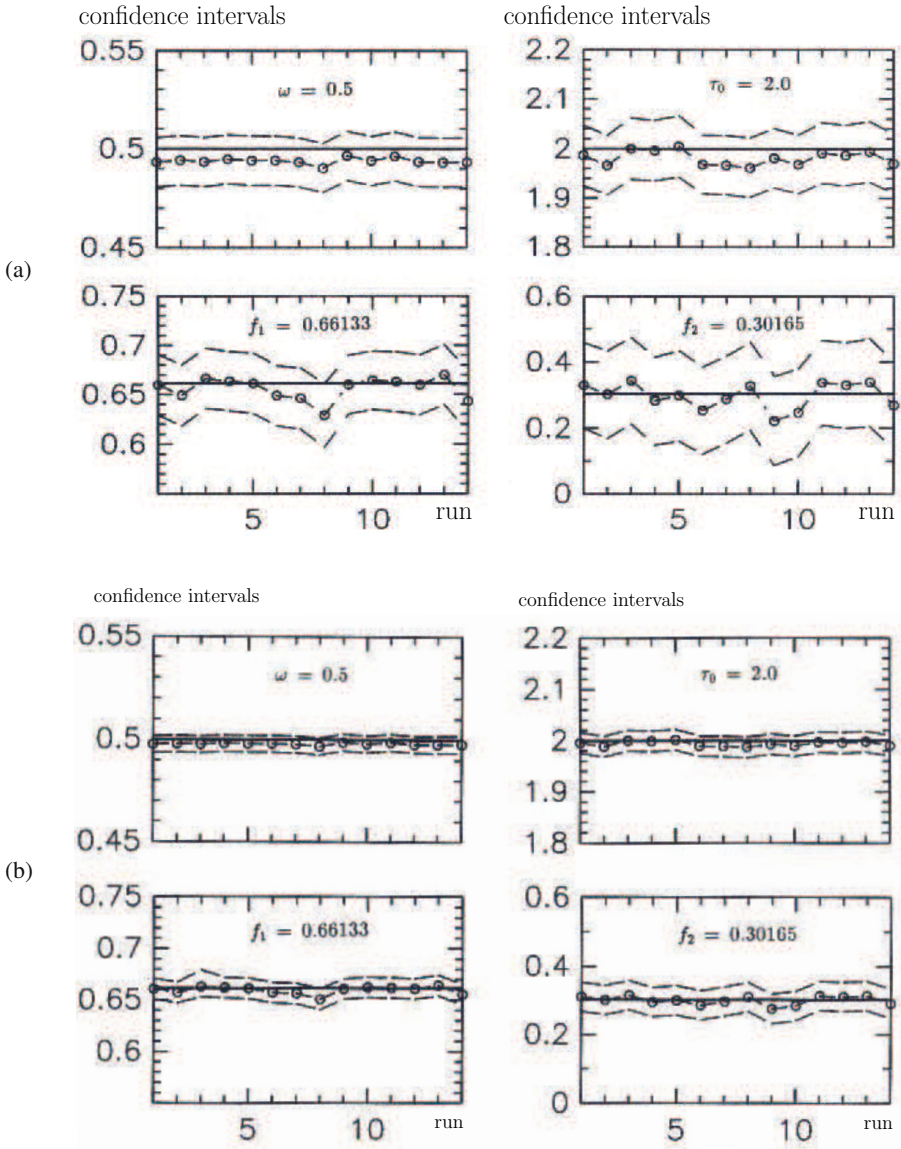 confidence intervals
confidence intervals
0.55
0.5
0.45
ω = 0.5
2.2
2.1
2
1.9
1.8
τ₀ = 2.0
(a)
0.75
0.7
0.65
0.6
f₁ = 0.66133
5
10
run
0.6
0.4
0.2
0
f₂ = 0.30165
5
10
run
confidence intervals
confidence intervals
0.55
0.5
0.45
ω = 0.5
2.2
2.1
2
1.9
1.8
τ₀ = 2.0
(b)
0.75
0.7
0.65
0.6
f₁ = 0.66133
5
10
run
0.6
0.4
0.2
0
f₂ = 0.30165
5
10
run